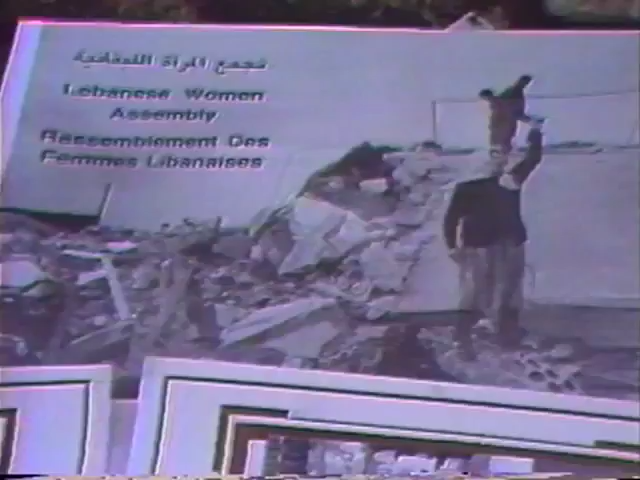 تجمع المرأة اللبنانية
Lebanese Women
Assembly
Rassemblement Des
Femmes Libanaises